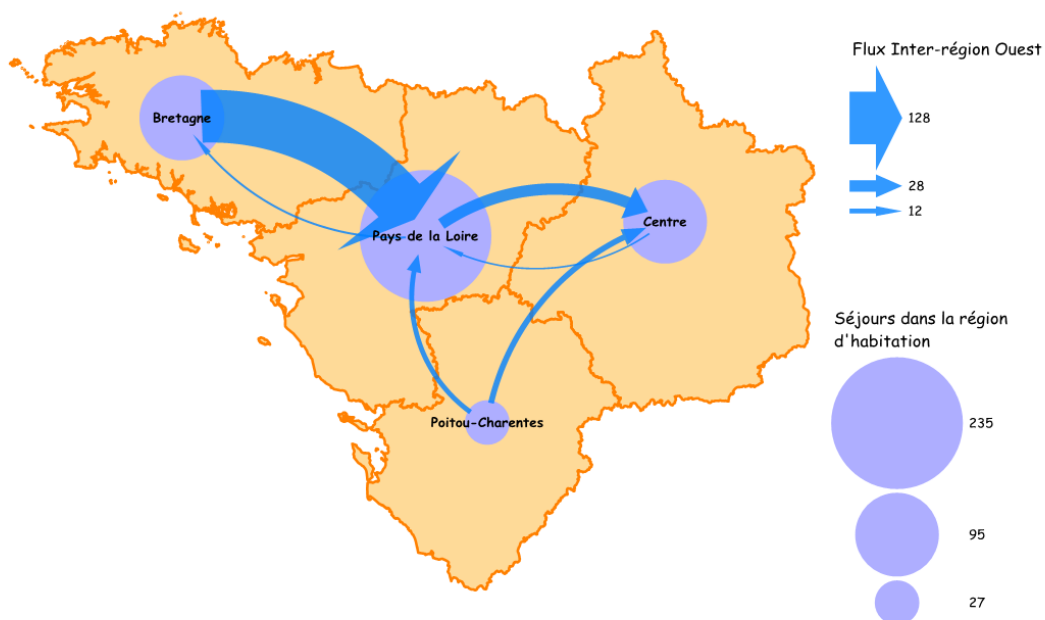 Flux Inter-région Ouest
128
28
12
Bretagne
Pays de la Loire
Centre
Poitou-Charentes
Séjours dans la région
d'habitation
235
95
27